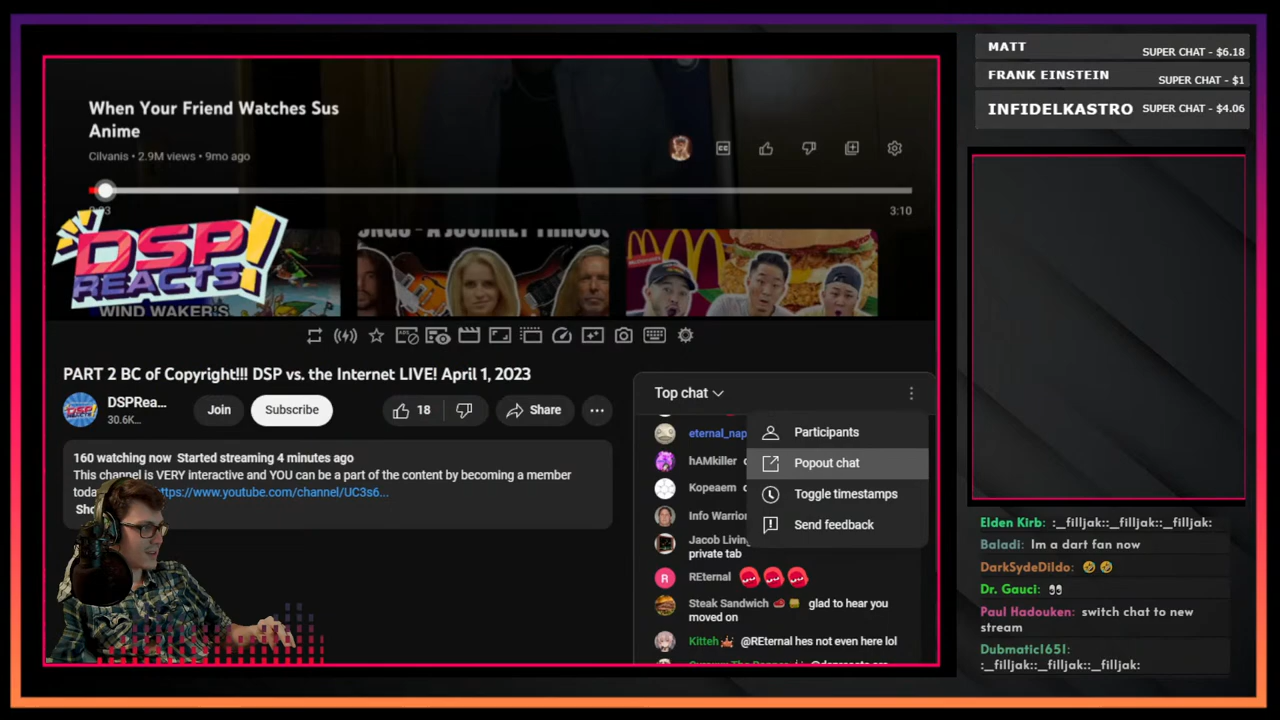 When Your Friend Watches Sus
Anime
Cilvanis • 2.9M views • 9mo ago
3:10
DSP!
REACTS
WIND WAKER'S
PART 2 BC of Copyright!!! DSP vs. the Internet LIVE! April 1, 2023
DSPRea...
30.6K...
Join
Subscribe
18
Share
160 watching now Started streaming 4 minutes ago
This channel is VERY interactive and YOU can be a part of the content by becoming a member
https://www.youtube.com/channel/UC3s6...
Top chat
Participants
Popout chat
Toggle timestamps
Send feedback
eternal_nap
hAMkiller
Kopeaem
Info Warrior
Jacob Living
private tab
REternal
Steak Sandwich glad to hear you
moved on
Kitteh @REternal hes not even here lol
MATT SUPER CHAT - $6.18
FRANK EINSTEIN SUPER CHAT - $1
INFIDELKASTRO SUPER CHAT - $4.06
Elden Kirb: :_filljak::_filljak::_filljak:
Baladi: Im a dart fan now
DarkSydeDildo:
Dr. Gauci:
Paul Hadouken: switch chat to new
stream
Dubmatic1651:
:_filljak::_filljak::_filljak: